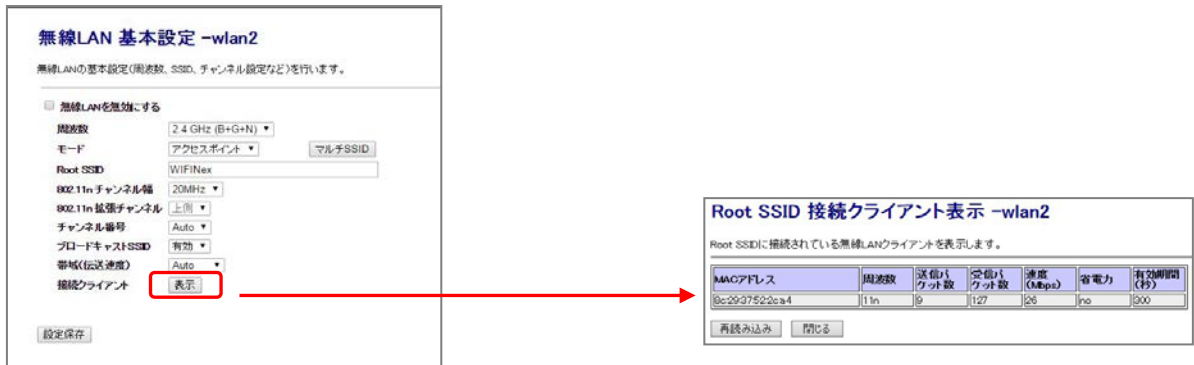 無線LAN 基本設定 -wlan2
無線LANの基本設定(周波数、SSID、チャンネル設定など)を行います。
無線LANを無効にする
周波数 2.4 GHz (B+G+N)
モード アクセスポイント マルチSSID
Root SSID WIFINex
802.11n チャンネル幅 20MHz
802.11n 拡張チャンネル 上側
チャンネル番号 Auto
ブロードキャストSSID 有効
帯域(伝送速度) Auto
接続クライアント 表示
設定保存
Root SSID 接続クライアント表示 -wlan2
Root SSIDに接続されている無線LANクライアントを表示します。
MACアドレス 周波数 送信パケット数 受信パケット数 速度(Mbps) 省電力 有効期間(秒)
8c:29:37:52:2c:a4 11n 9 127 26 no 300
再読み込み 閉じる